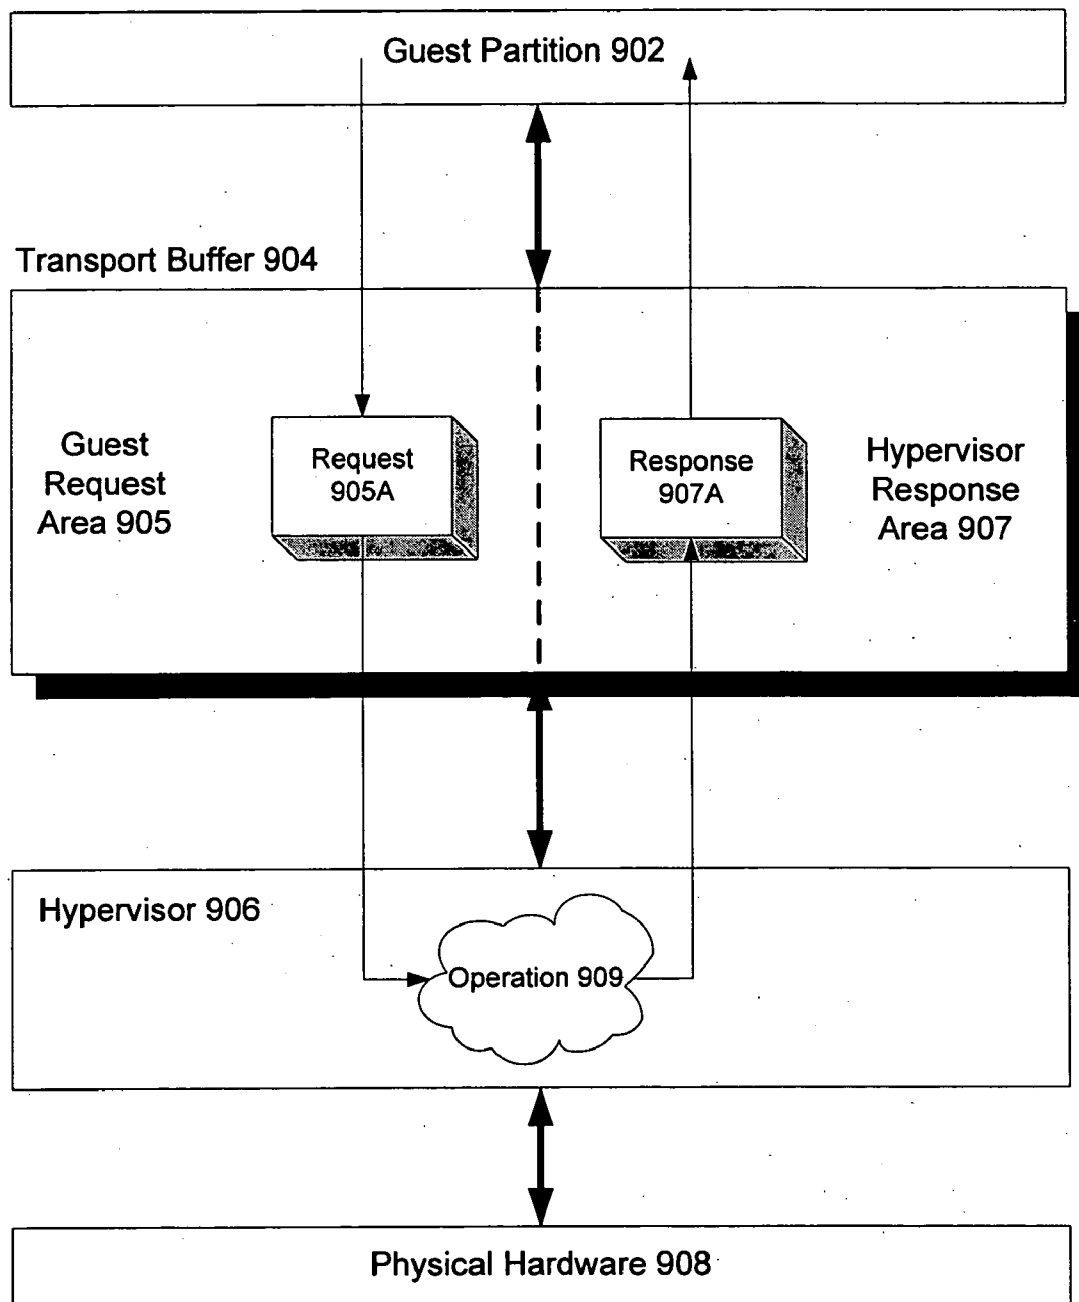 Guest Partition 902
Transport Buffer 904
Guest
Request
Area 905
Request
905A
Response
907A
Hypervisor
Response
Area 907
Hypervisor 906
Operation 909
Physical Hardware 908